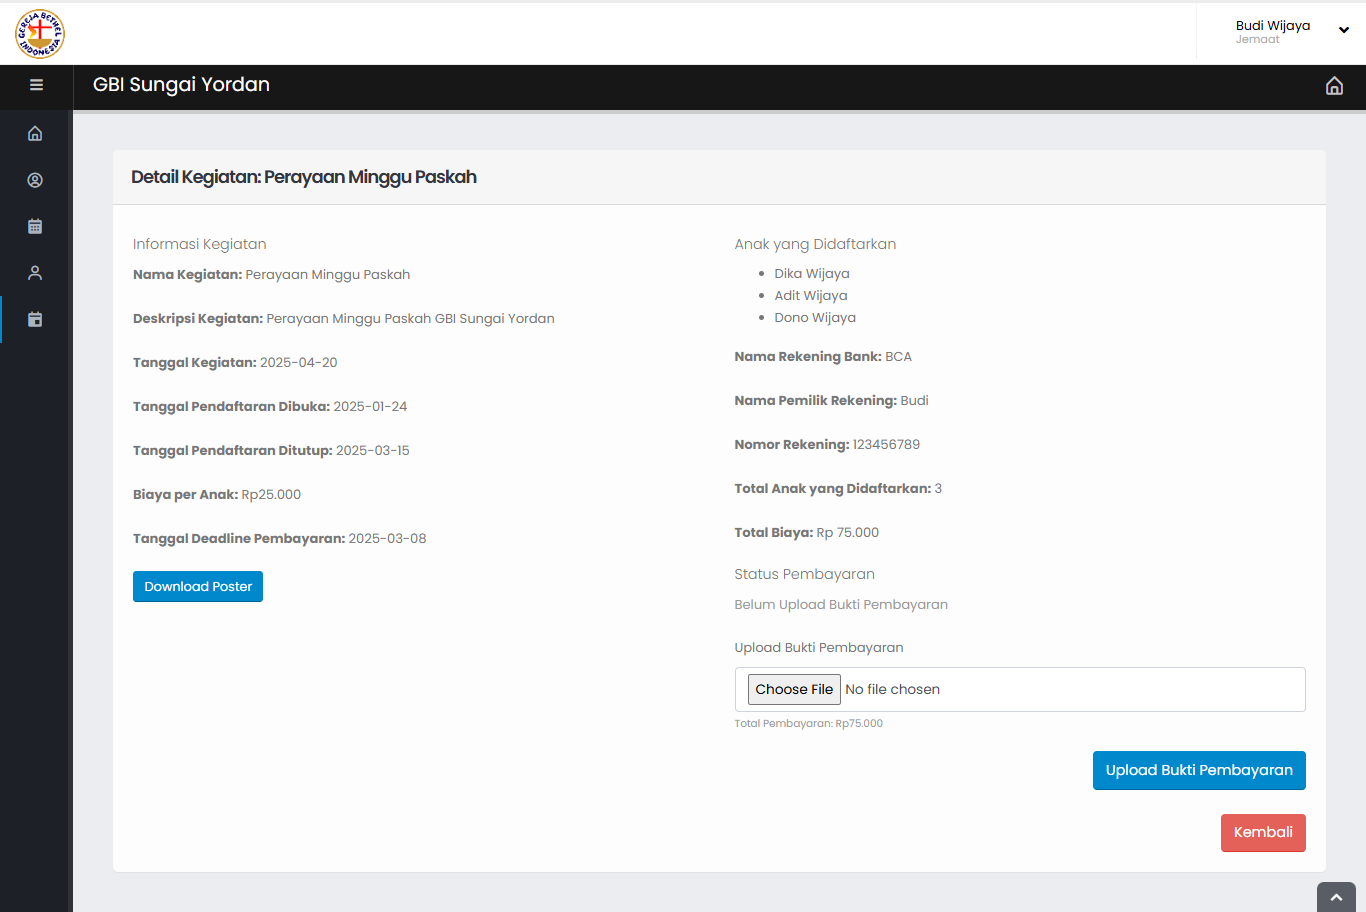 GEREJA BETHEL
INDONESIA
Budi Wijaya
Jemaat
GBI Sungai Yordan
Detail Kegiatan: Perayaan Minggu Paskah
Informasi Kegiatan
Nama Kegiatan: Perayaan Minggu Paskah
Deskripsi Kegiatan: Perayaan Minggu Paskah GBI Sungai Yordan
Tanggal Kegiatan: 2025-04-20
Tanggal Pendaftaran Dibuka: 2025-01-24
Tanggal Pendaftaran Ditutup: 2025-03-15
Biaya per Anak: Rp25.000
Tanggal Deadline Pembayaran: 2025-03-08
Download Poster
Anak yang Didaftarkan
Dika Wijaya
Adit Wijaya
Dono Wijaya
Nama Rekening Bank: BCA
Nama Pemilik Rekening: Budi
Nomor Rekening: 123456789
Total Anak yang Didaftarkan: 3
Total Biaya: Rp 75.000
Status Pembayaran
Belum Upload Bukti Pembayaran
Upload Bukti Pembayaran
Choose File No file chosen
Total Pembayaran: Rp75.000
Upload Bukti Pembayaran
Kembali